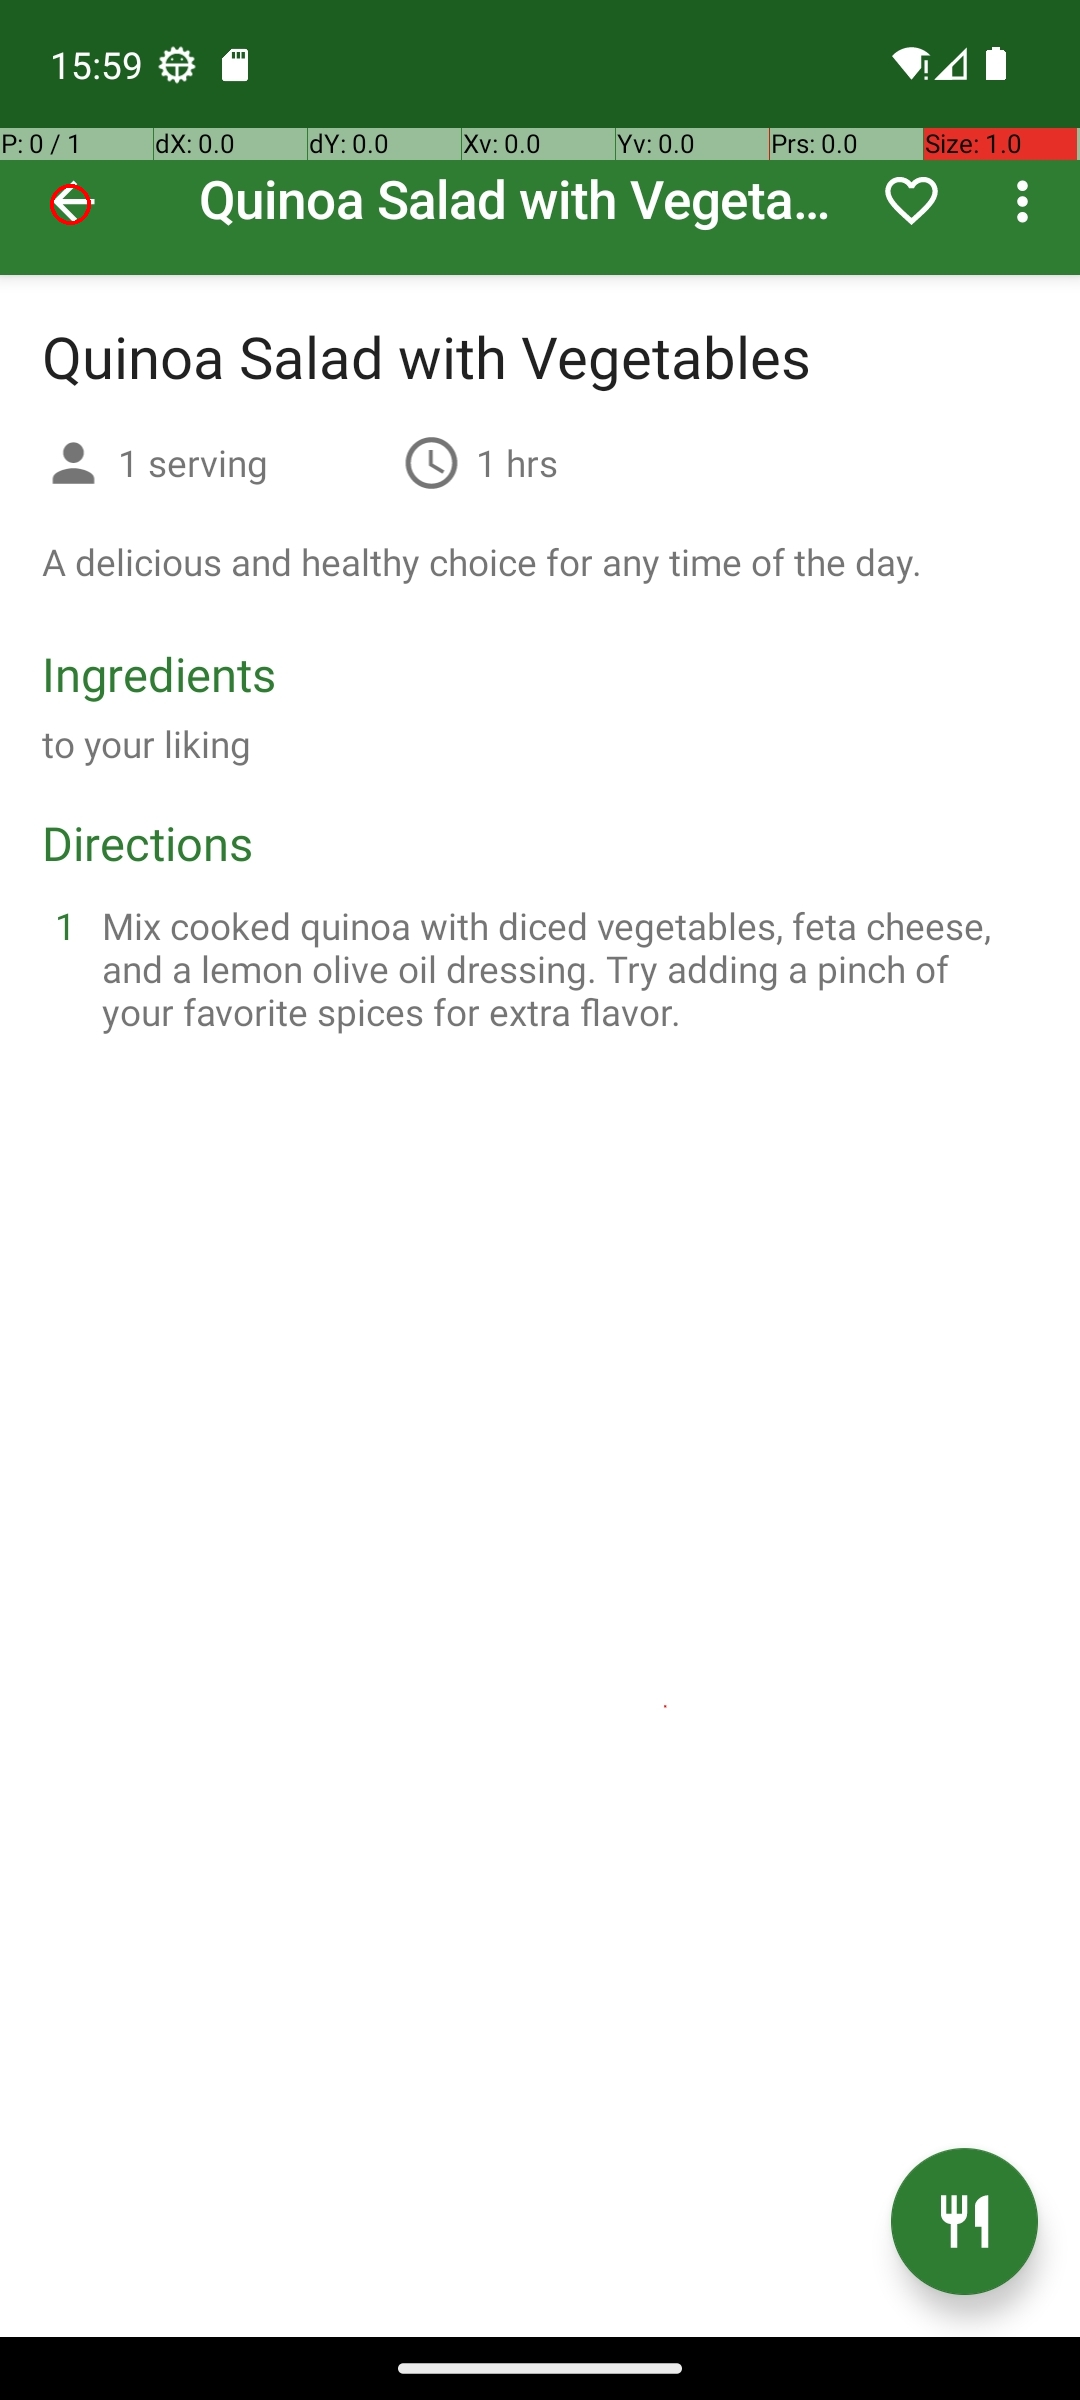 15:59
P: 0 / 1 dX: 0.0 dY: 0.0 Xv: 0.0 Yv: 0.0 Prs: 0.0 Size: 1.0
Quinoa Salad with Vegeta...
Quinoa Salad with Vegetables
1 serving 1 hrs
A delicious and healthy choice for any time of the day.
Ingredients
to your liking
Directions
1 Mix cooked quinoa with diced vegetables, feta cheese,
and a lemon olive oil dressing. Try adding a pinch of
your favorite spices for extra flavor.